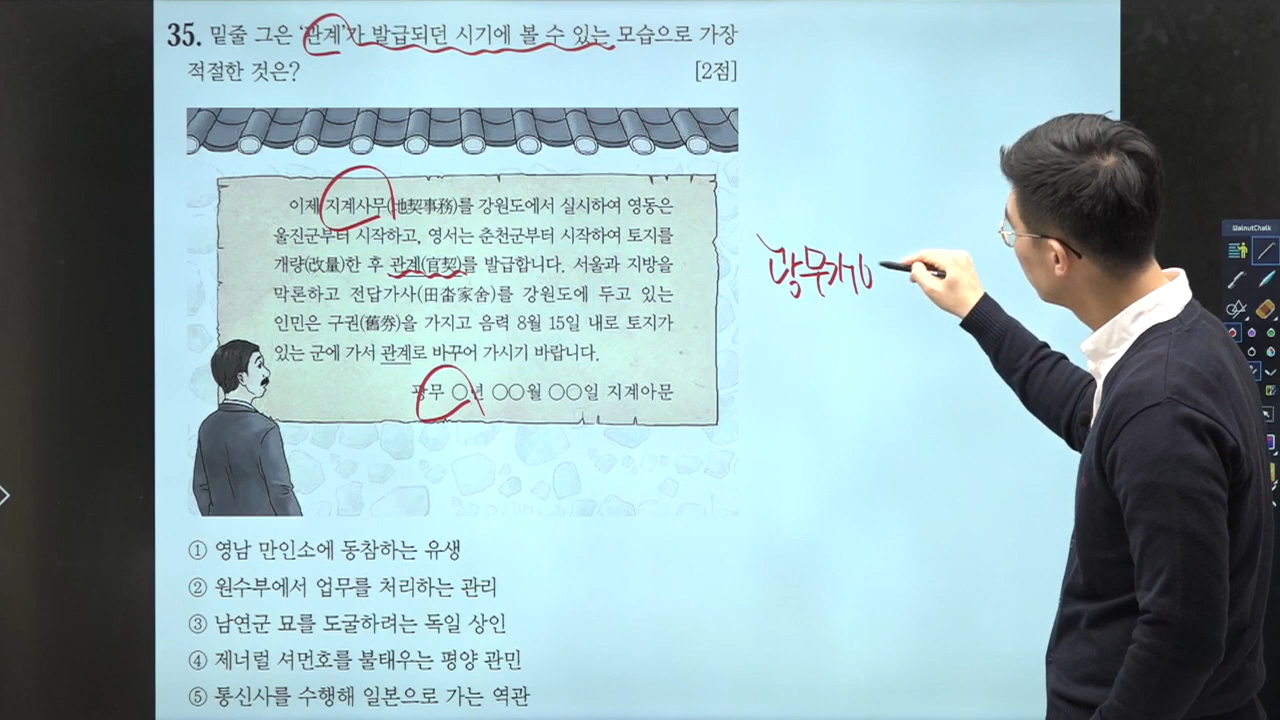 35. 밑줄 그은 '관계'가 발급되던 시기에 볼 수 있는 모습으로 가장
적절한 것은? [2점]
이제 지계사무(地契事務)를 강원도에서 실시하여 영동은
울진군부터 시작하고, 영서는 춘천군부터 시작하여 토지를
개량(改量)한 후 관계(官契)를 발급합니다. 서울과 지방을
막론하고 전답가사(田畓家舍)를 강원도에 두고 있는
인민은 구권(舊券)을 가지고 음력 8월 15일 내로 토지가
있는 군에 가서 관계로 바꾸어 가시기 바랍니다.
광무 ○년 ○○월 ○○일 지계아문
광무개
① 영남 만인소에 동참하는 유생
② 원수부에서 업무를 처리하는 관리
③ 남연군 묘를 도굴하려는 독일 상인
④ 제너럴 셔먼호를 불태우는 평양 관민
⑤ 통신사를 수행해 일본으로 가는 역관
WalnutChalk